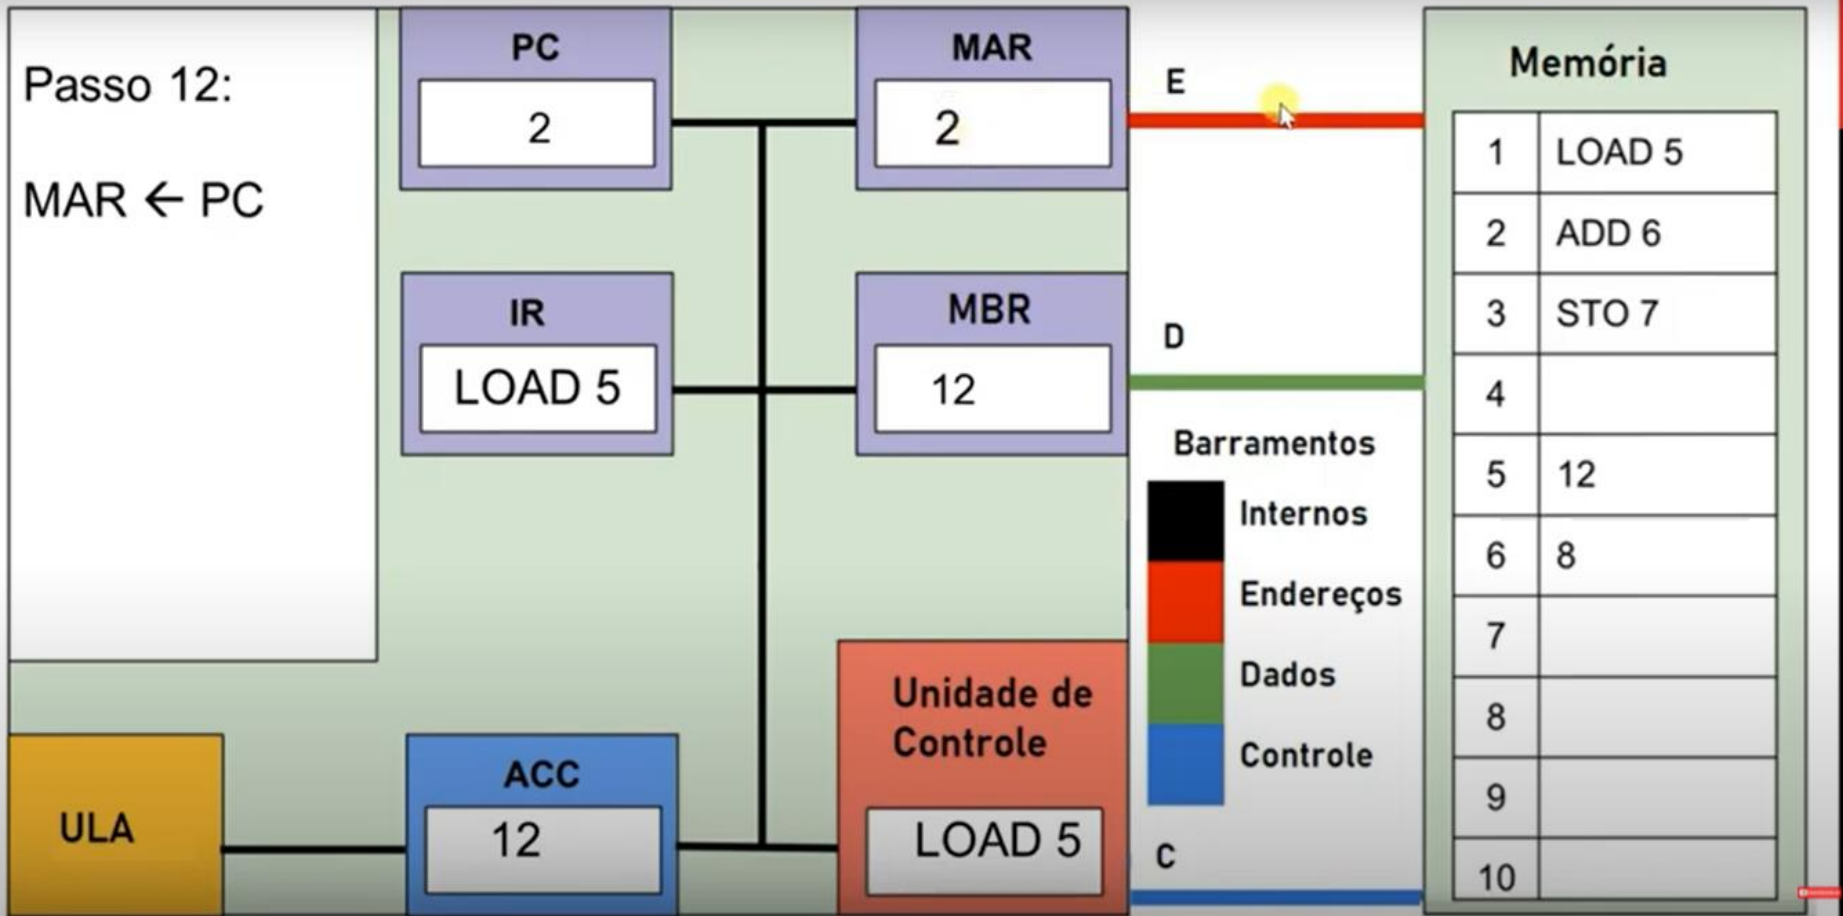 Passo 12:
MAR ← PC
PC
2
MAR
2
IR
LOAD 5
MBR
12
ULA
ACC
12
Unidade de
Controle
LOAD 5
E
D
Barramentos
Internos
Endereços
Dados
Controle
C
Memória
1 LOAD 5
2 ADD 6
3 STO 7
4
5 12
6 8
7
8
9
10